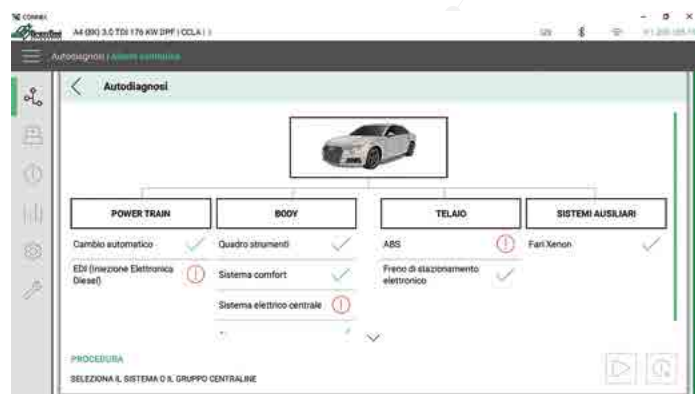 A4 (8K) 3.0 TDI 176 KW DPF | CCLA | |
Autodiagnosi /
Autodiagnosi
POWER TRAIN
BODY
TELAIO
SISTEMI AUSILIARI
Cambio automatico
Quadro strumenti
ABS
Fari Xenon
EDI (Iniezione Elettronica
Diesel)
Sistema comfort
Freno di stazionamento
elettronico
Sistema elettrico centrale
PROCEDURA
SELEZIONA IL SISTEMA O IL GRUPPO CENTRALINE